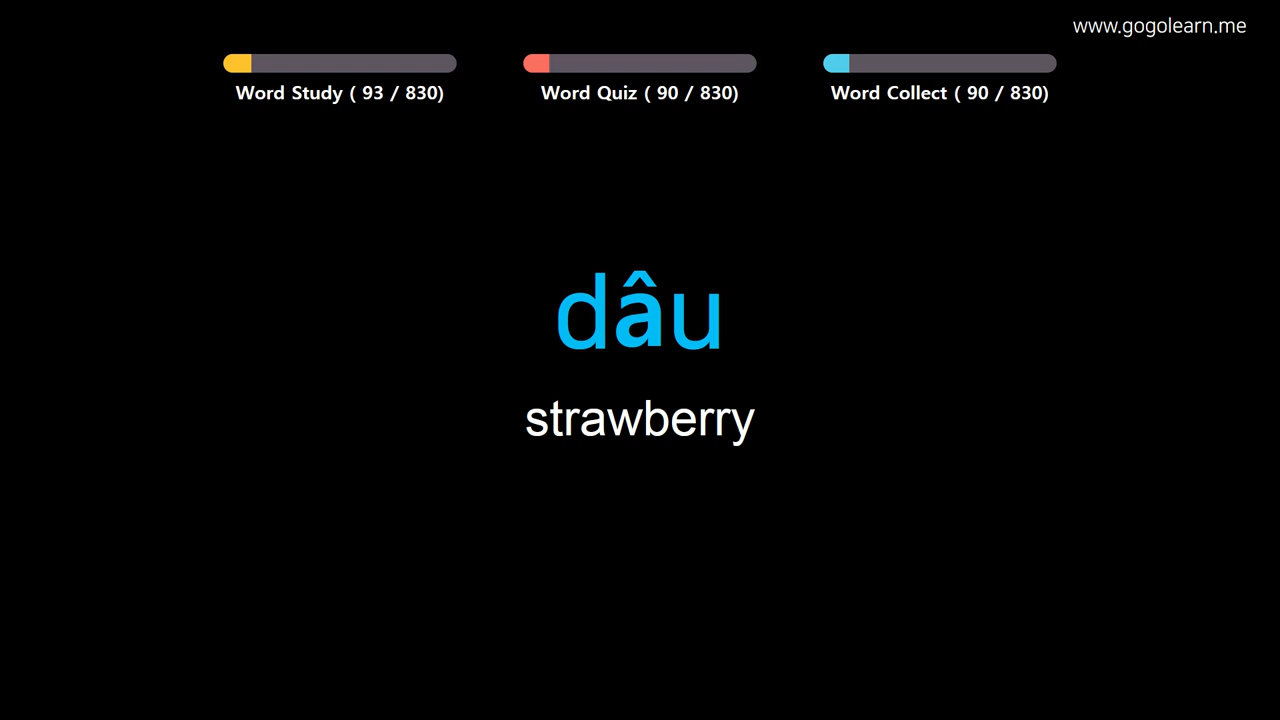 www.gogolearn.me
Word Study ( 93 / 830)
Word Quiz ( 90 / 830)
Word Collect ( 90 / 830)
dâu
strawberry